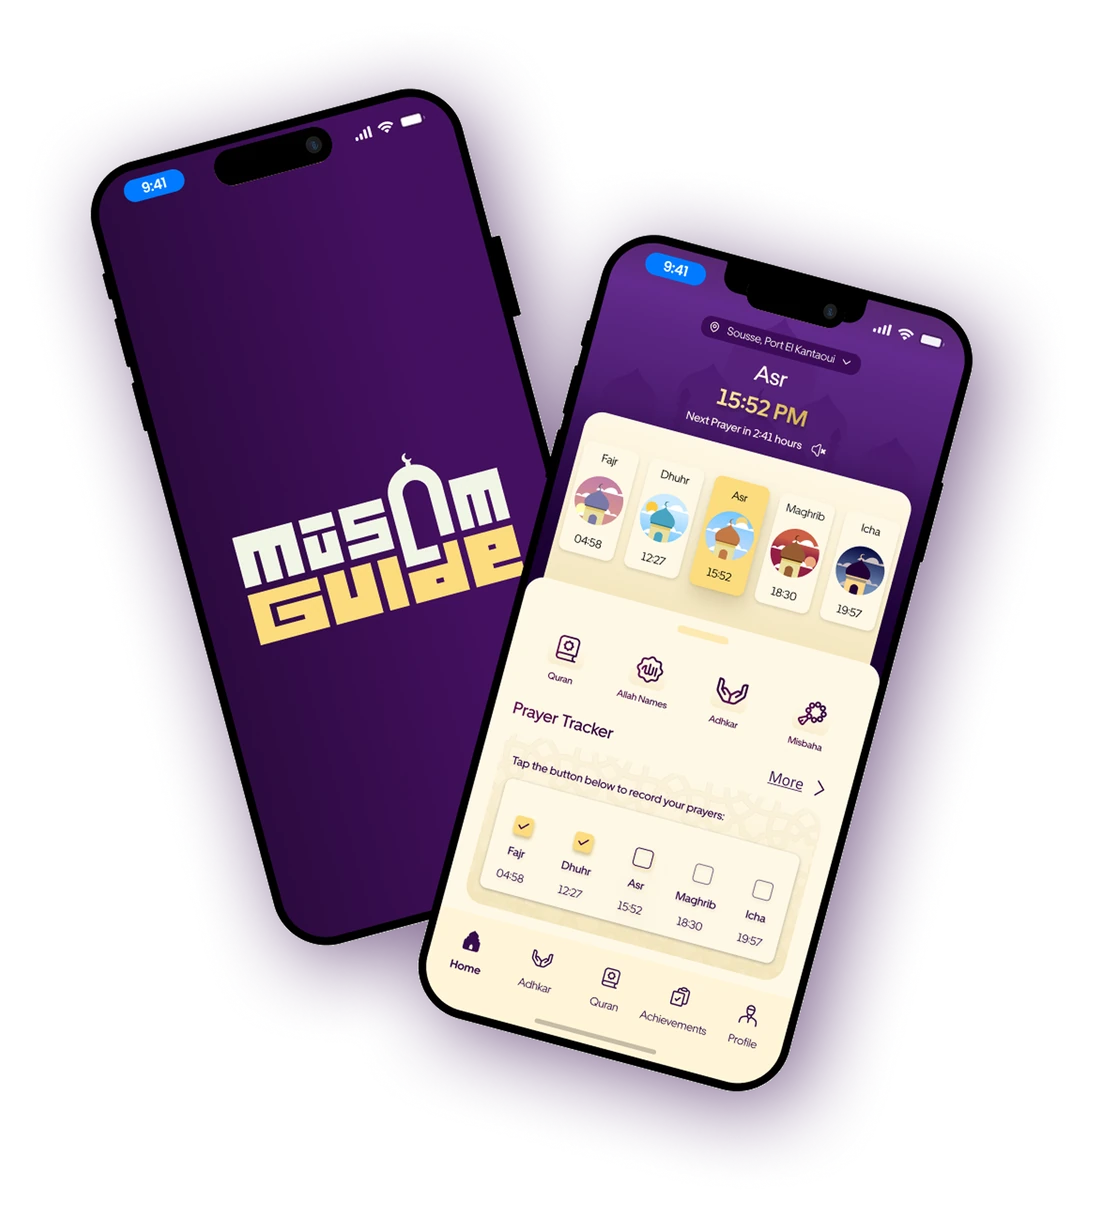 9:41
muslim
Guide
9:41
Sousse, Port El Kantaoui
Asr
15:52 PM
Next Prayer in 2:41 hours
Fajr
04:58
Dhuhr
12:27
Asr
15:52
Maghrib
18:30
Icha
19:57
Quran
الله
Allah Names
Adhkar
Misbaha
Prayer Tracker
More
Tap the button below to record your prayers:
Fajr
04:58
Dhuhr
12:27
Asr
15:52
Maghrib
18:30
Icha
19:57
Home
Adhkar
Quran
Achievements
Profile